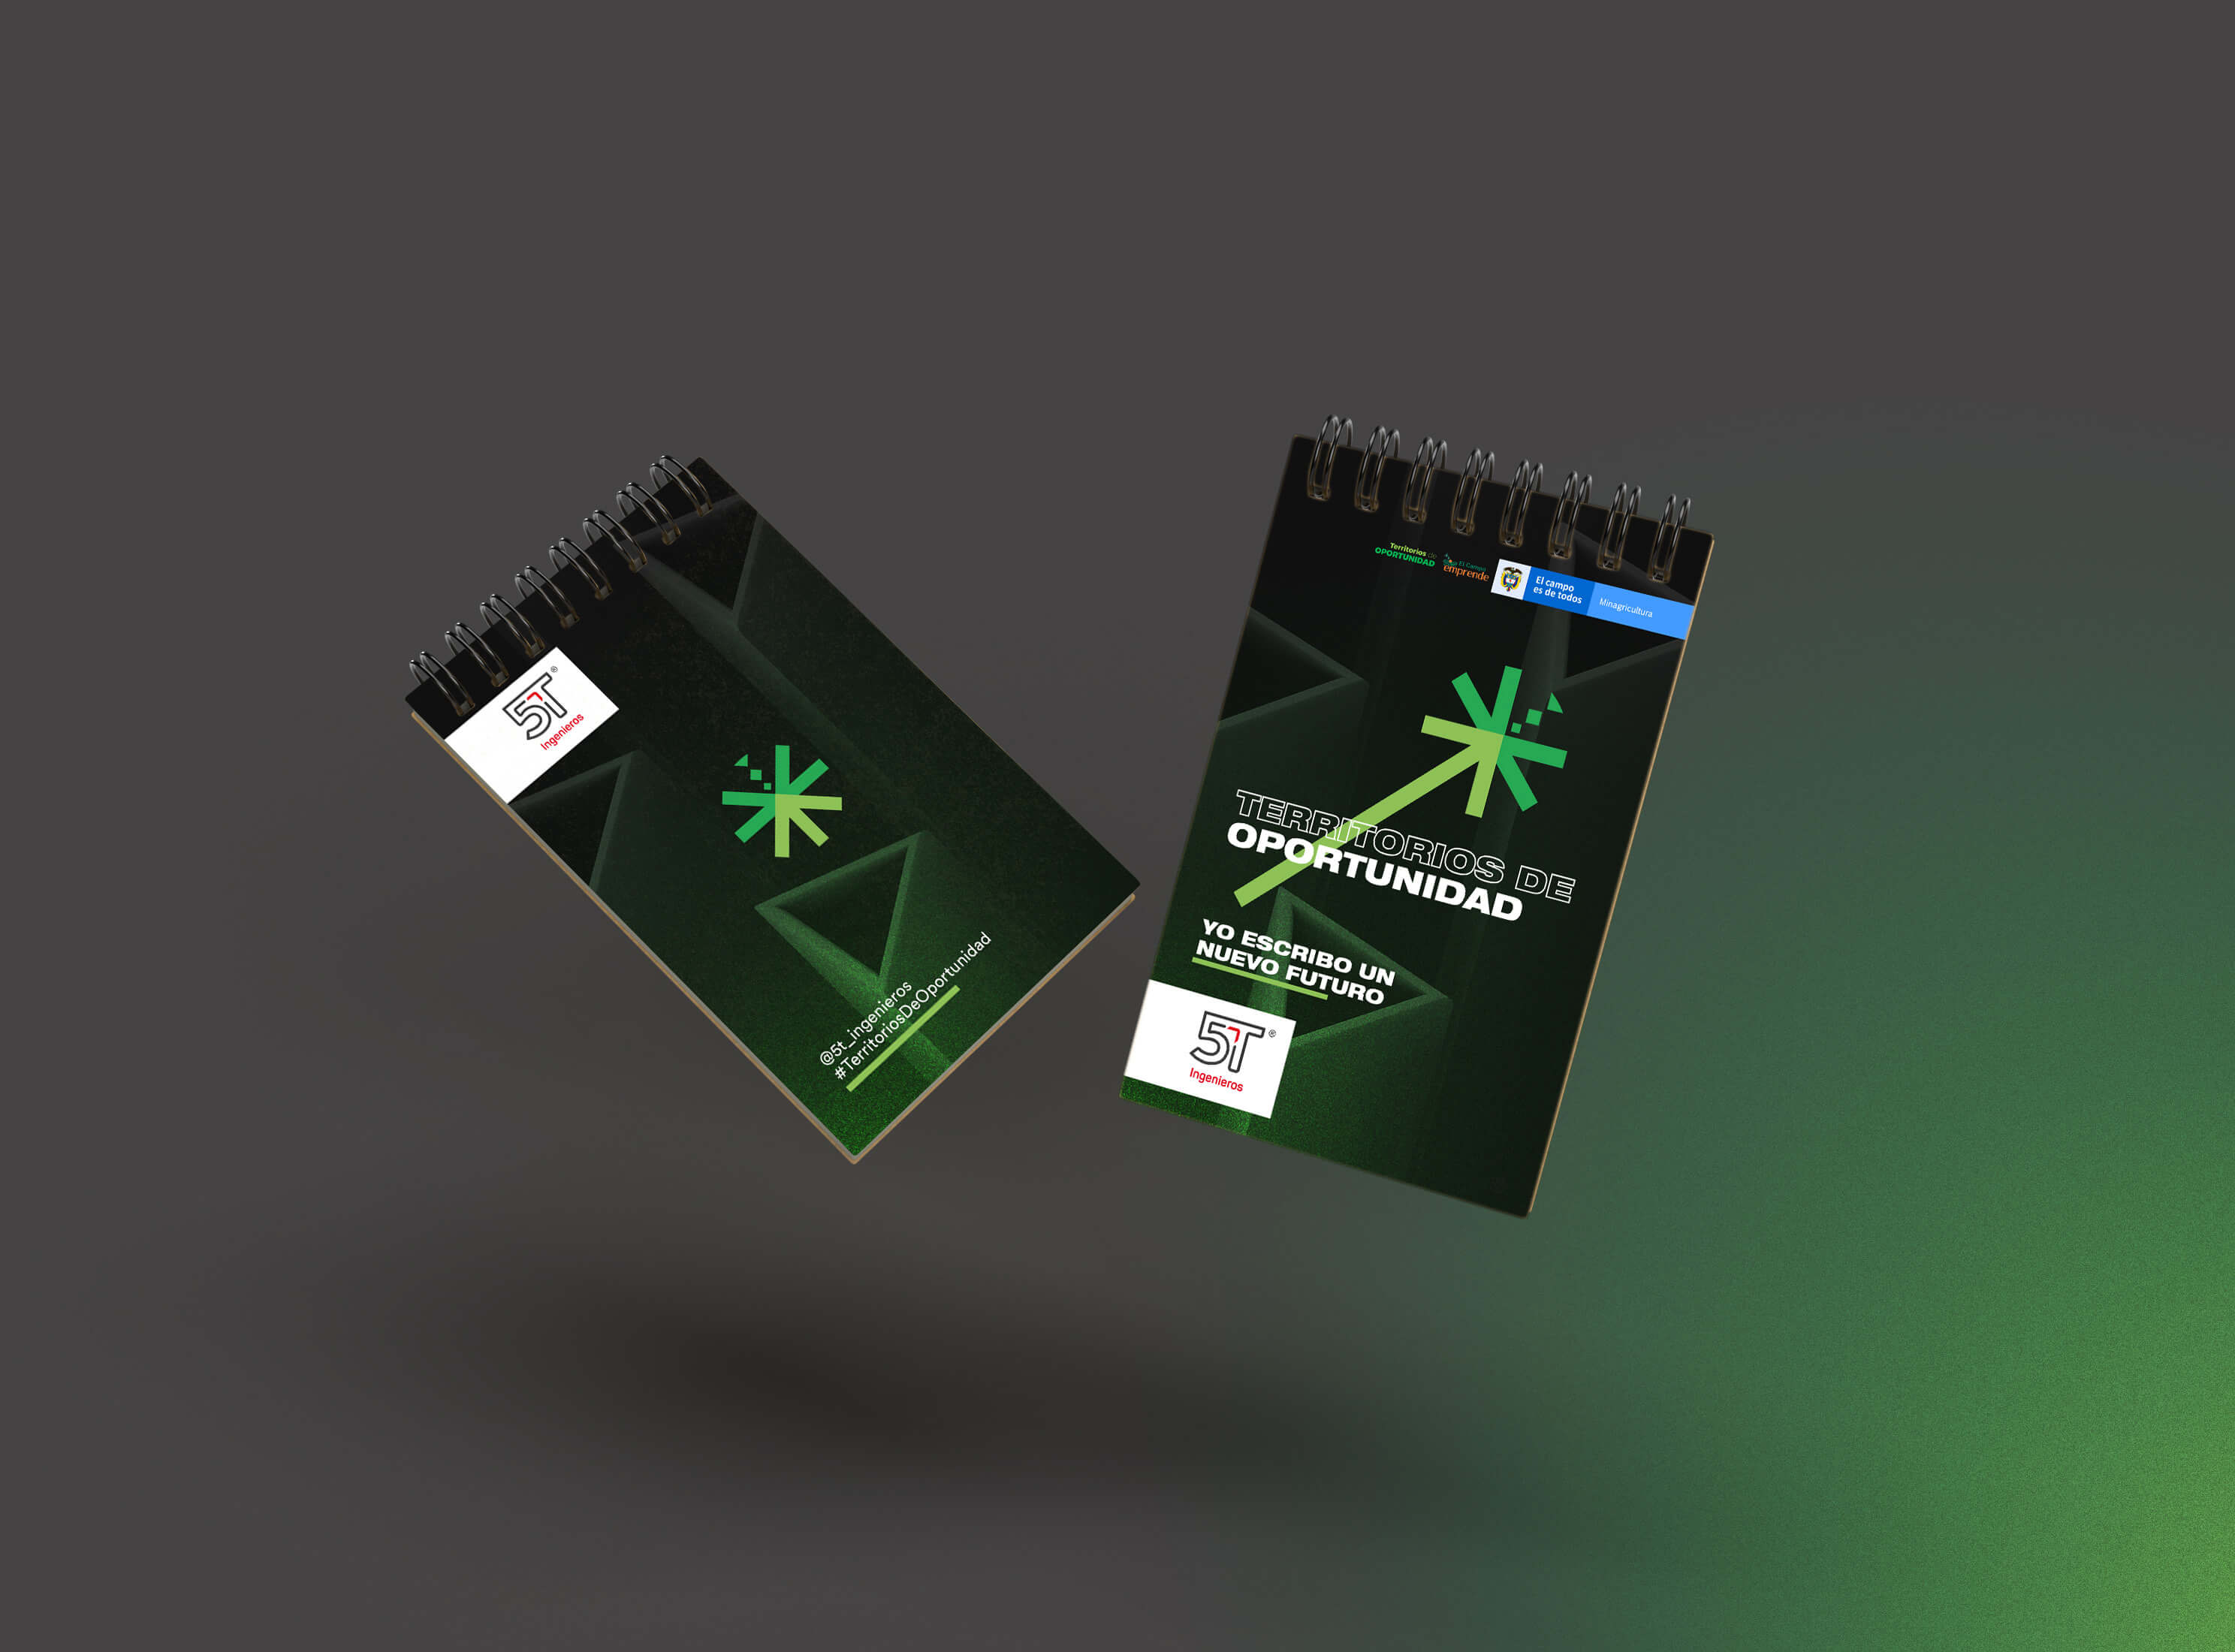 5T®
Ingenieros
@5t_ingenieros
#TerritoriosDeOportunidad
Territorios de
OPORTUNIDAD
El Campo
emprende
El campo
es de todos
Minagricultura
TERRITORIOS DE
OPORTUNIDAD
YO ESCRIBO UN
NUEVO FUTURO
5T®
Ingenieros